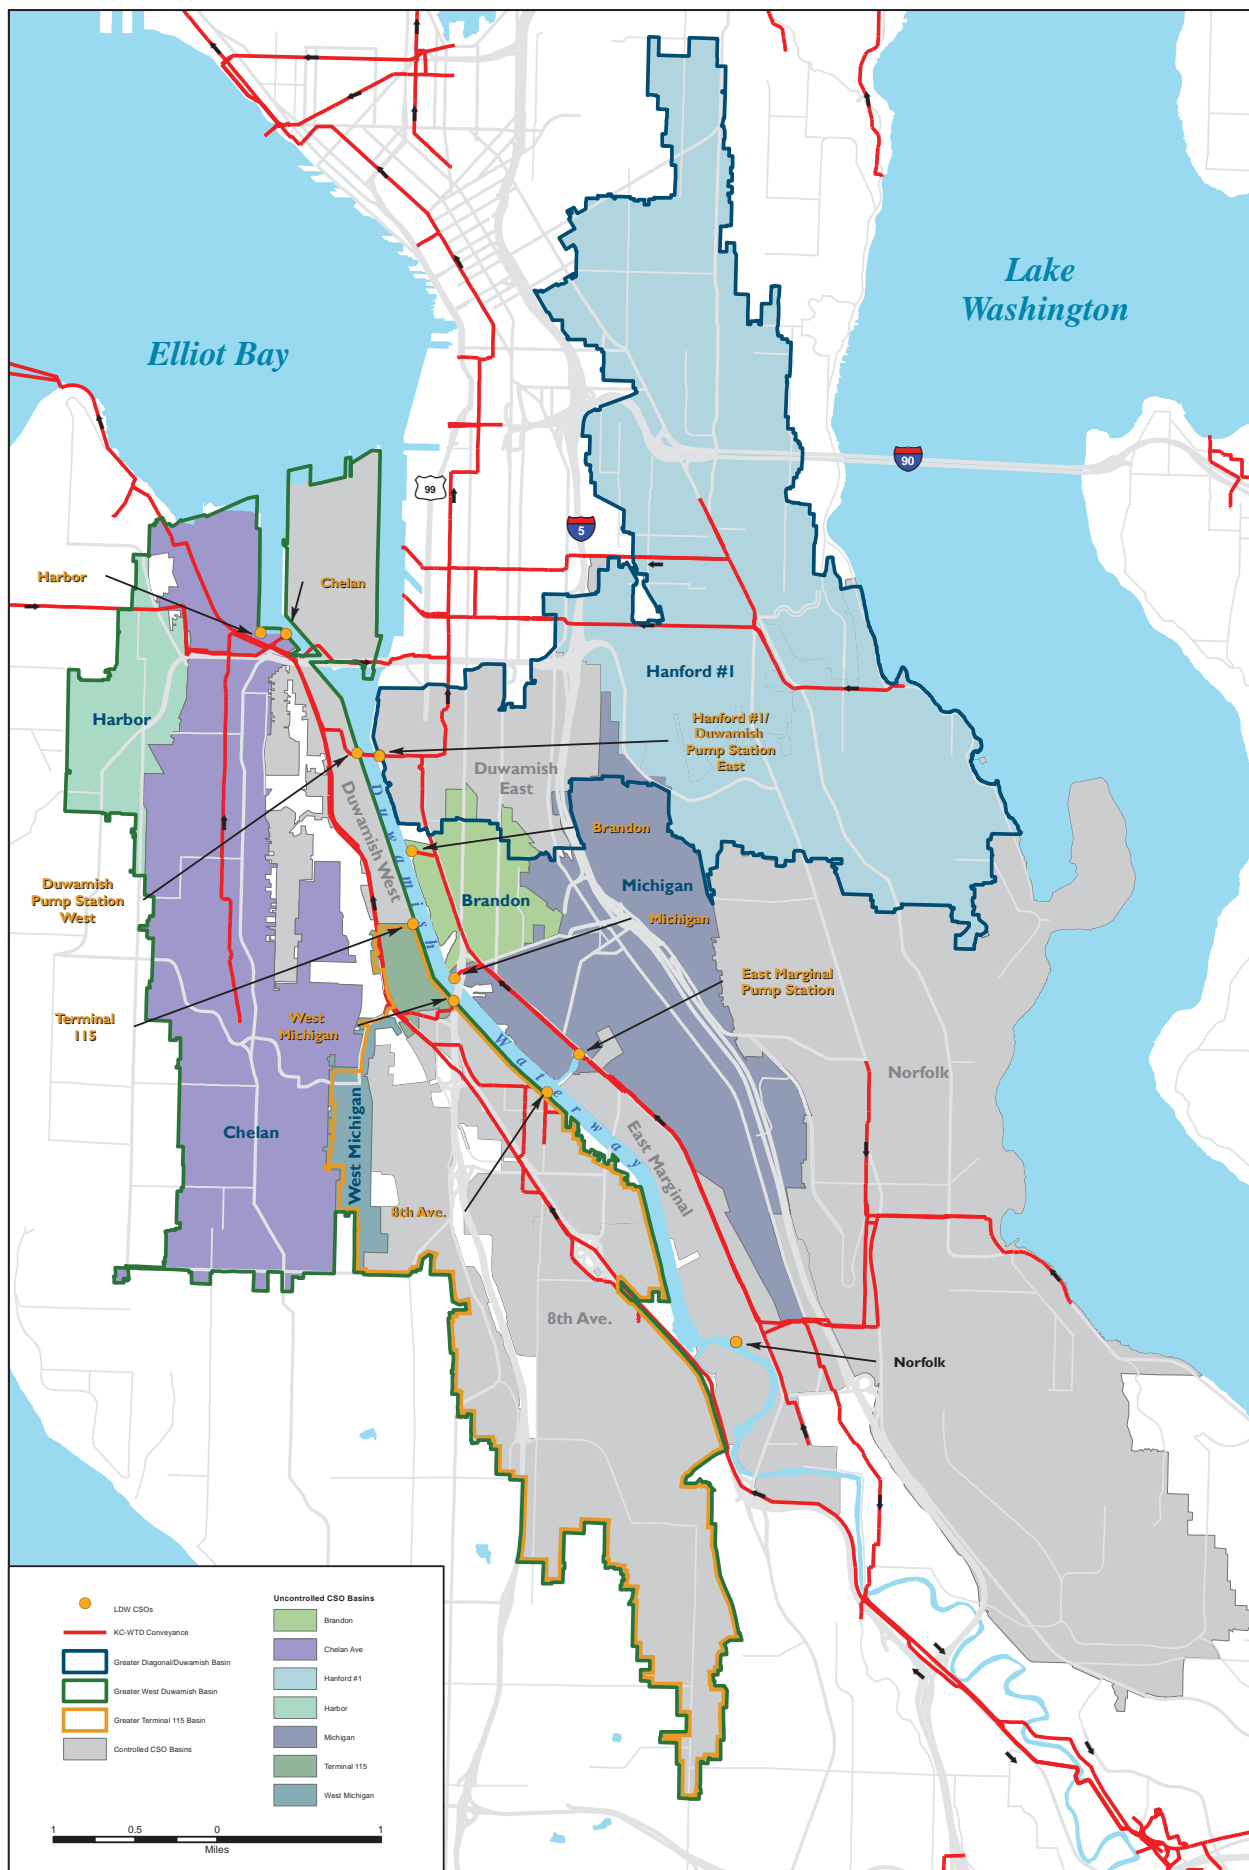 Lake
Washington
Elliot Bay
90
99
5
Harbor
Chelan
Hanford #1
Harbor
Hanford #1/
Duwamish
Pump Station
East
Duwamish
East
Duwamish West
Duwamish
Brandon
Duwamish
Pump Station
West
Brandon
Michigan
Michigan
East Marginal
Pump Station
Terminal
115
West
Michigan
Waterway
Norfolk
Chelan
West Michigan
East Marginal
8th Ave.
8th Ave.
Norfolk
LDW CSOs
KC-WTD Conveyance
Greater Diagonal/Duwamish Basin
Greater West Duwamish Basin
Greater Terminal 115 Basin
Controlled CSO Basins
Uncontrolled CSO Basins
Brandon
Chelan Ave
Hanford #1
Harbor
Michigan
Terminal 115
West Michigan
1 0.5 0 1
Miles